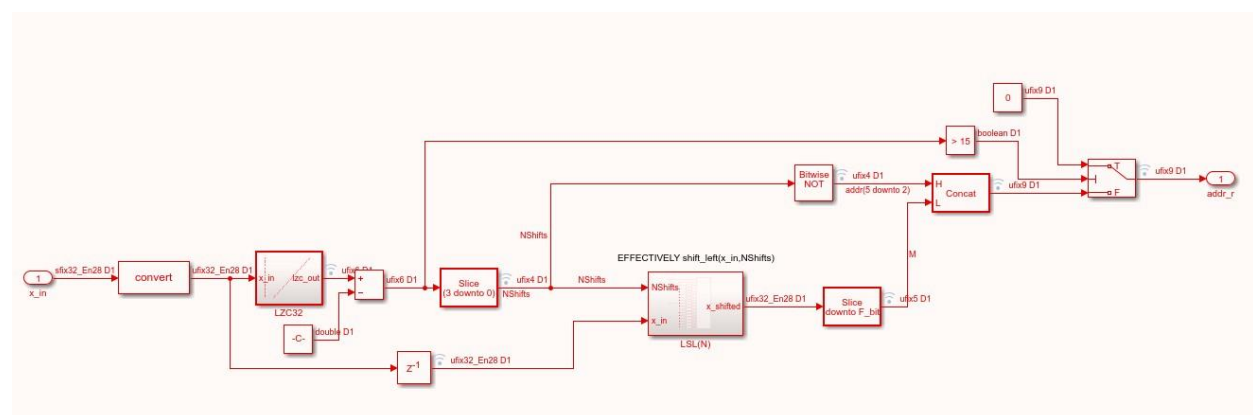 0
ufix9 D1
> 15
boolean D1
T
F
ufix9 D1
1
addr_r
Bitwise
NOT
ufix4 D1
addr(5 downto 2)
H
L
Concat
ufix9 D1
NShifts
M
EFFECTIVELY shift_left(x_in,NShifts)
1
x_in
sfix32_En28 D1
convert
ufix32_En28 D1
x_in
lzc_out
LZC32
+
−
ufix6 D1
Slice
(3 downto 0)
ufix4 D1
NShifts
NShifts
NShifts
x_in
x_shifted
LSL(N)
ufix32_En28 D1
Slice
downto F_bit
ufix5 D1
-C-
double D1
Z-1
ufix32_En28 D1